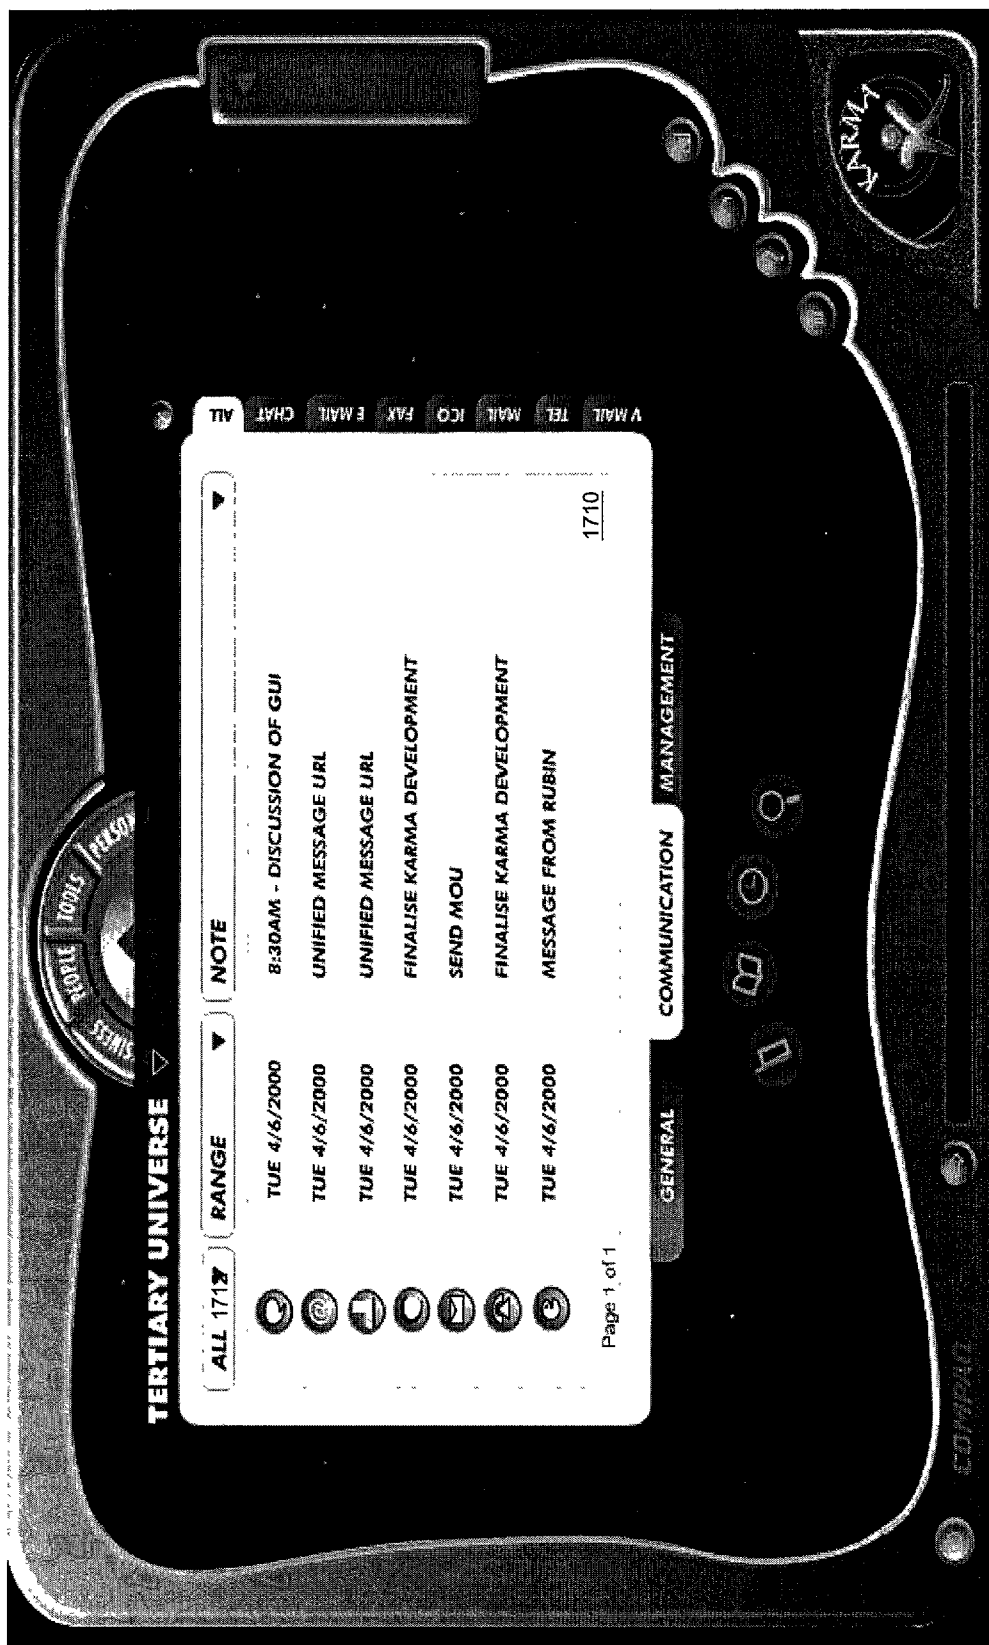 PEOPLE TOOLS
TERTIARY UNIVERSE
ALL 1712 RANGE NOTE
TUE 4/6/2000 8:30AM - DISCUSSION OF GUI
TUE 4/6/2000 UNIFIED MESSAGE URL
TUE 4/6/2000 UNIFIED MESSAGE URL
TUE 4/6/2000 FINALISE KARMA DEVELOPMENT
TUE 4/6/2000 SEND MOU
TUE 4/6/2000 FINALISE KARMA DEVELOPMENT
TUE 4/6/2000 MESSAGE FROM RUBIN
Page 1 of 1 1710
ALL
CHAT
E MAIL
FAX
ICO
MAIL
TEL
V MAIL
GENERAL COMMUNICATION MANAGEMENT
KARMA
COMPAQ